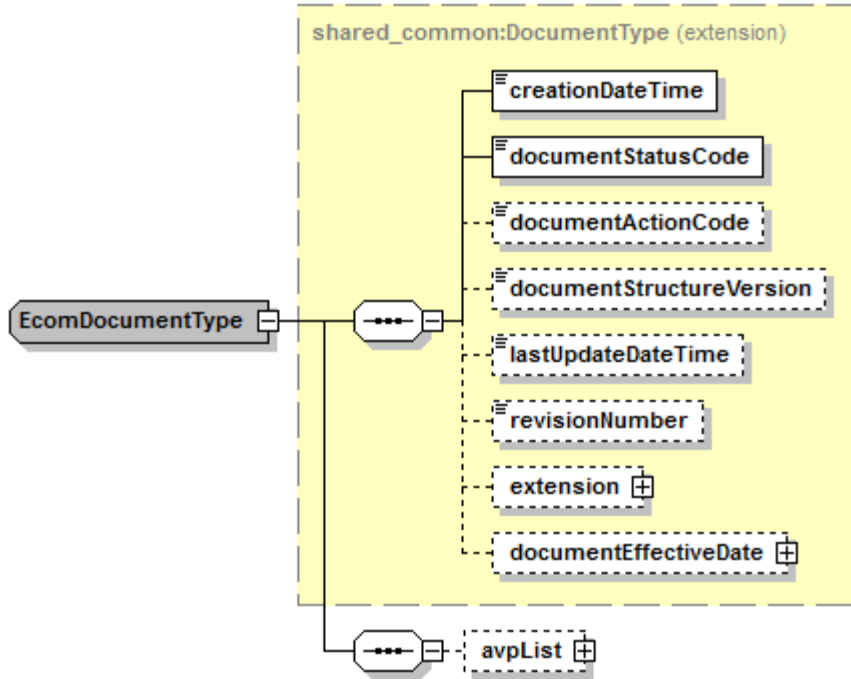 shared_common:DocumentType (extension)
creationDateTime
documentStatusCode
documentActionCode
documentStructureVersion
EcomDocumentType
lastUpdateDateTime
revisionNumber
extension
documentEffectiveDate
avpList